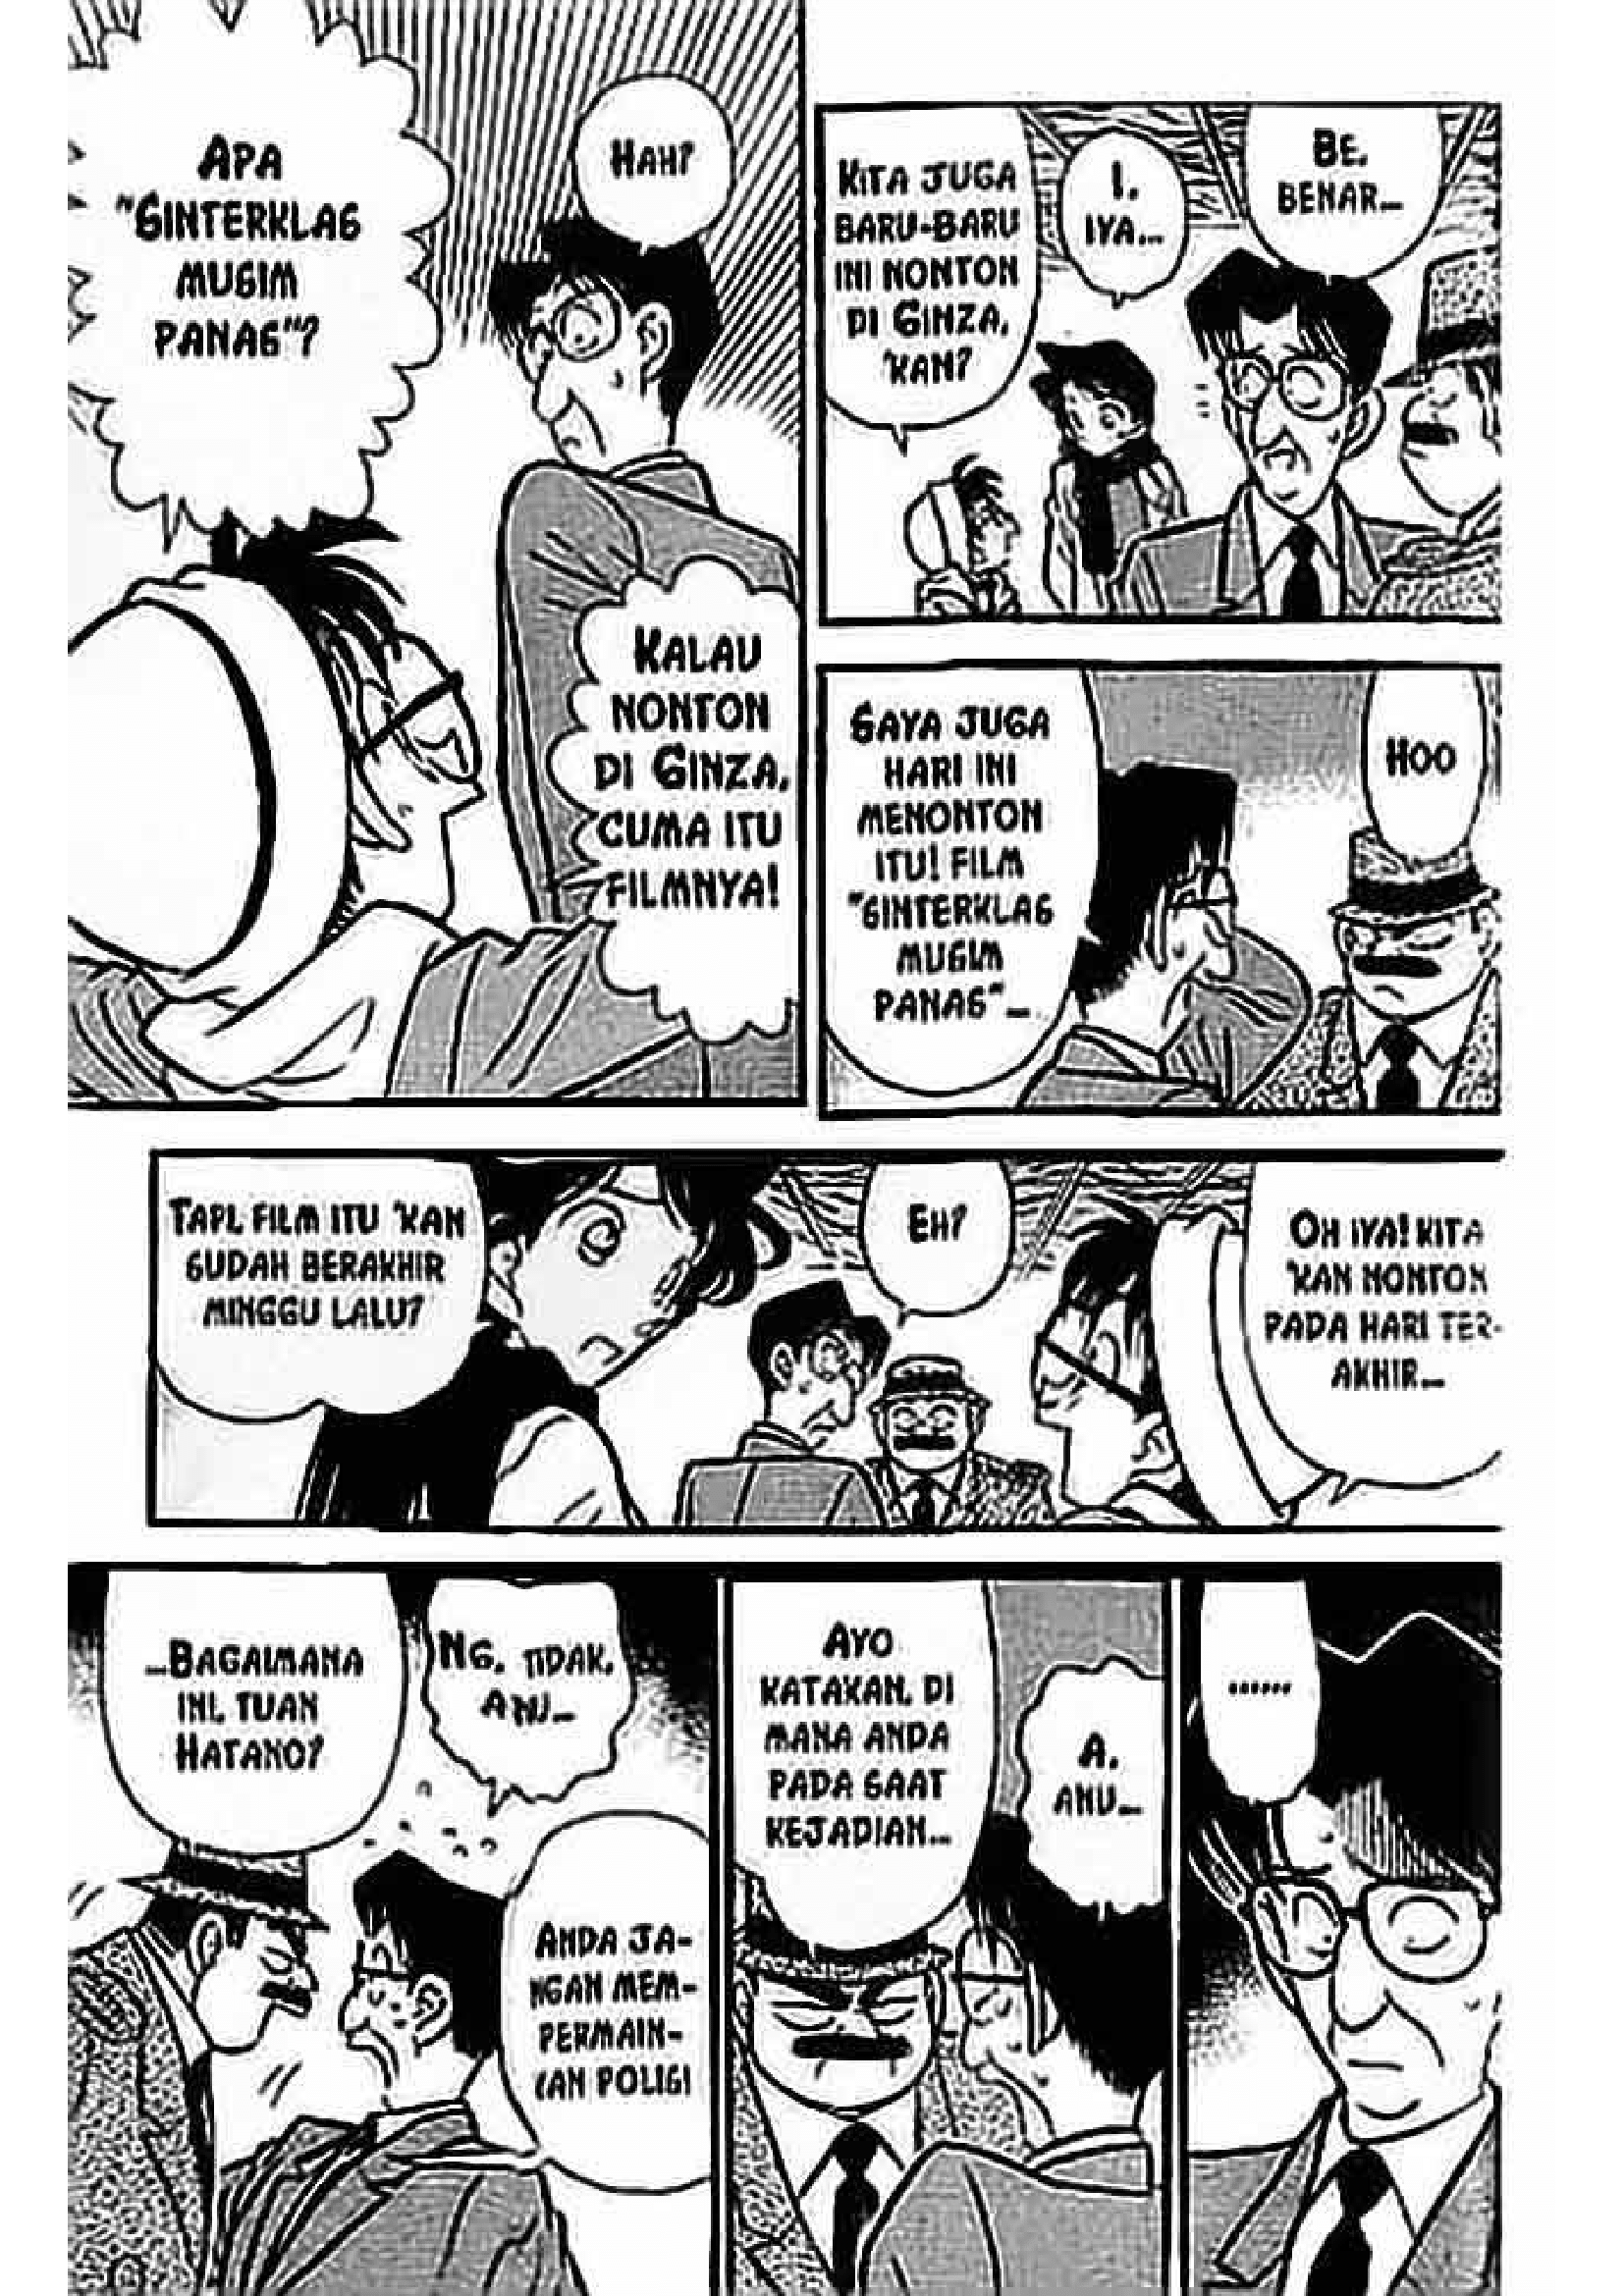 APA
"SINTERKLAS
MUSIM
PANAS"?
HAH?
KALAU
NONTON
DI GINZA,
CUMA ITU
FILMNYA!
KITA JUGA
BARU-BARU
INI NONTON
DI GINZA,
'KAN?
I,
IYA...
BE,
BENAR...
SAYA JUGA
HARI INI
MENONTON
ITU! FILM
"SINTERKLAS
MUSIM
PANAS"...
HOO
TAPI, FILM ITU 'KAN
SUDAH BERAKHIR
MINGGU LALU?
EH?
OH IYA! KITA
'KAN NONTON
PADA HARI TER-
AKHIR...
...BAGAIMANA
INI, TUAN
HATANO?
NG, TIDAK,
ANU...
ANDA JA-
NGAN MEM-
PERMAIN-
KAN POLISI
AYO
KATAKAN, DI
MANA ANDA
PADA SAAT
KEJADIAN...
A,
ANU...
......